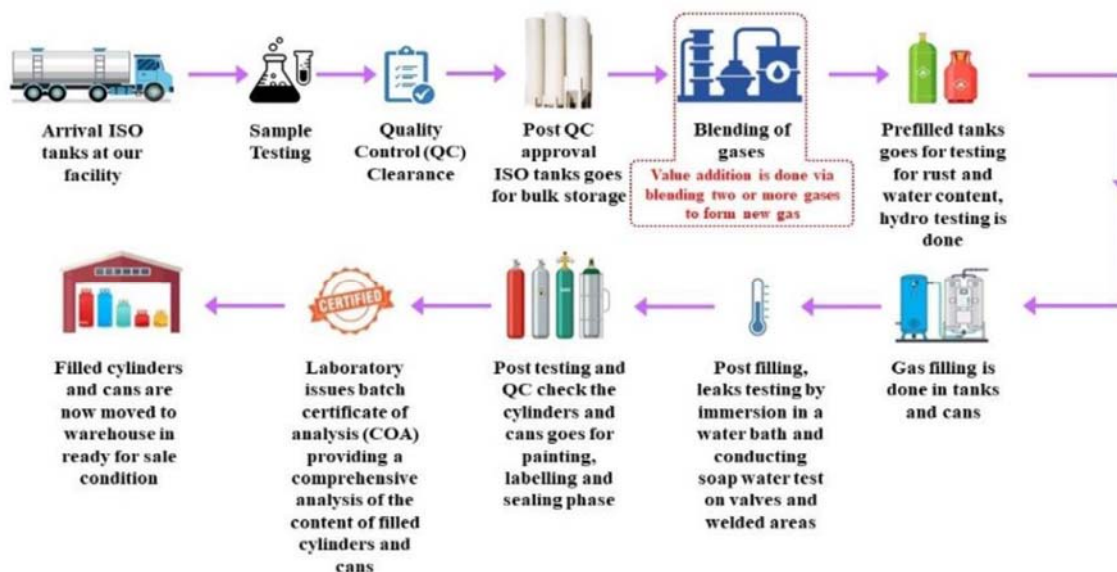 Arrival ISO
tanks at our
facility
Sample
Testing
Quality
Control (QC)
Clearance
Post QC
approval
ISO tanks goes
for bulk storage
Blending of
gases
Value addition is done via
blending two or more gases
to form new gas
Prefilled tanks
goes for testing
for rust and
water content,
hydro testing is
done
Gas filling is
done in tanks
and cans
Post filling,
leaks testing by
immersion in a
water bath and
conducting
soap water test
on valves and
welded areas
Post testing and
QC check the
cylinders and
cans goes for
painting,
labelling and
sealing phase
CERTIFIED
Laboratory
issues batch
certificate of
analysis (COA)
providing a
comprehensive
analysis of the
content of filled
cylinders and
cans
Filled cylinders
and cans are
now moved to
warehouse in
ready for sale
condition